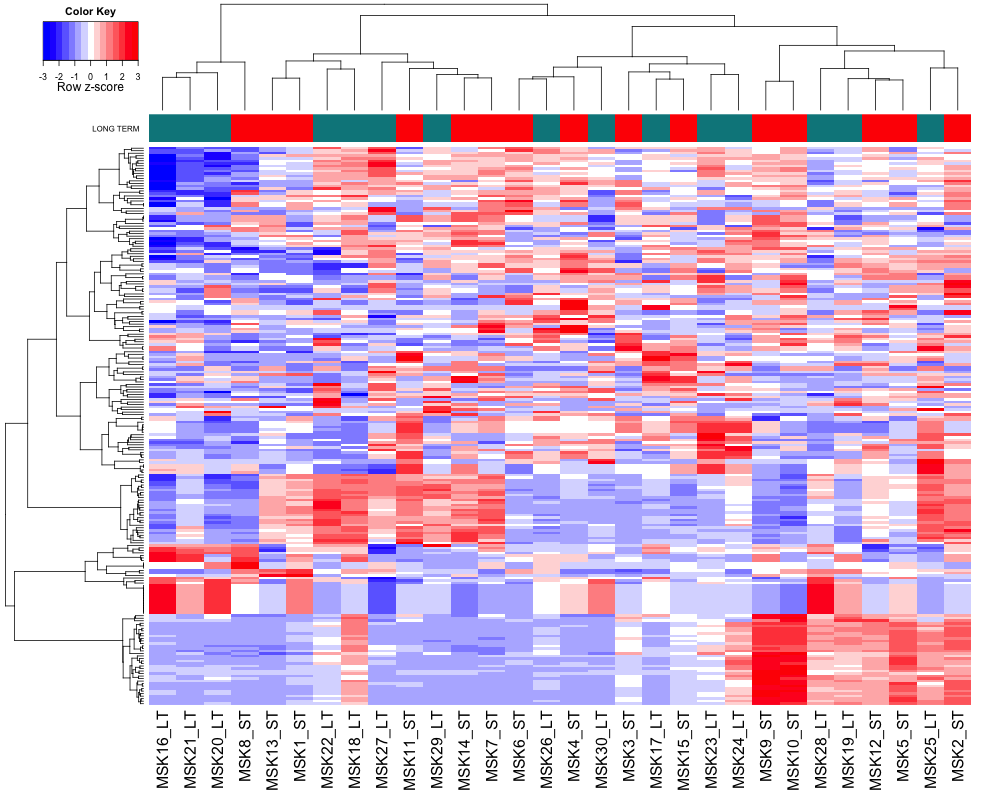 Color Key
-3 -2 -1 0 1 2 3
Row z-score
LONG TERM
MSK16_LT
MSK21_LT
MSK20_LT
MSK8_ST
MSK13_ST
MSK1_ST
MSK22_LT
MSK18_LT
MSK27_LT
MSK11_ST
MSK29_LT
MSK14_ST
MSK7_ST
MSK6_ST
MSK26_LT
MSK4_ST
MSK30_LT
MSK3_ST
MSK17_LT
MSK15_ST
MSK23_LT
MSK24_LT
MSK9_ST
MSK10_ST
MSK28_LT
MSK19_LT
MSK12_ST
MSK5_ST
MSK25_LT
MSK2_ST